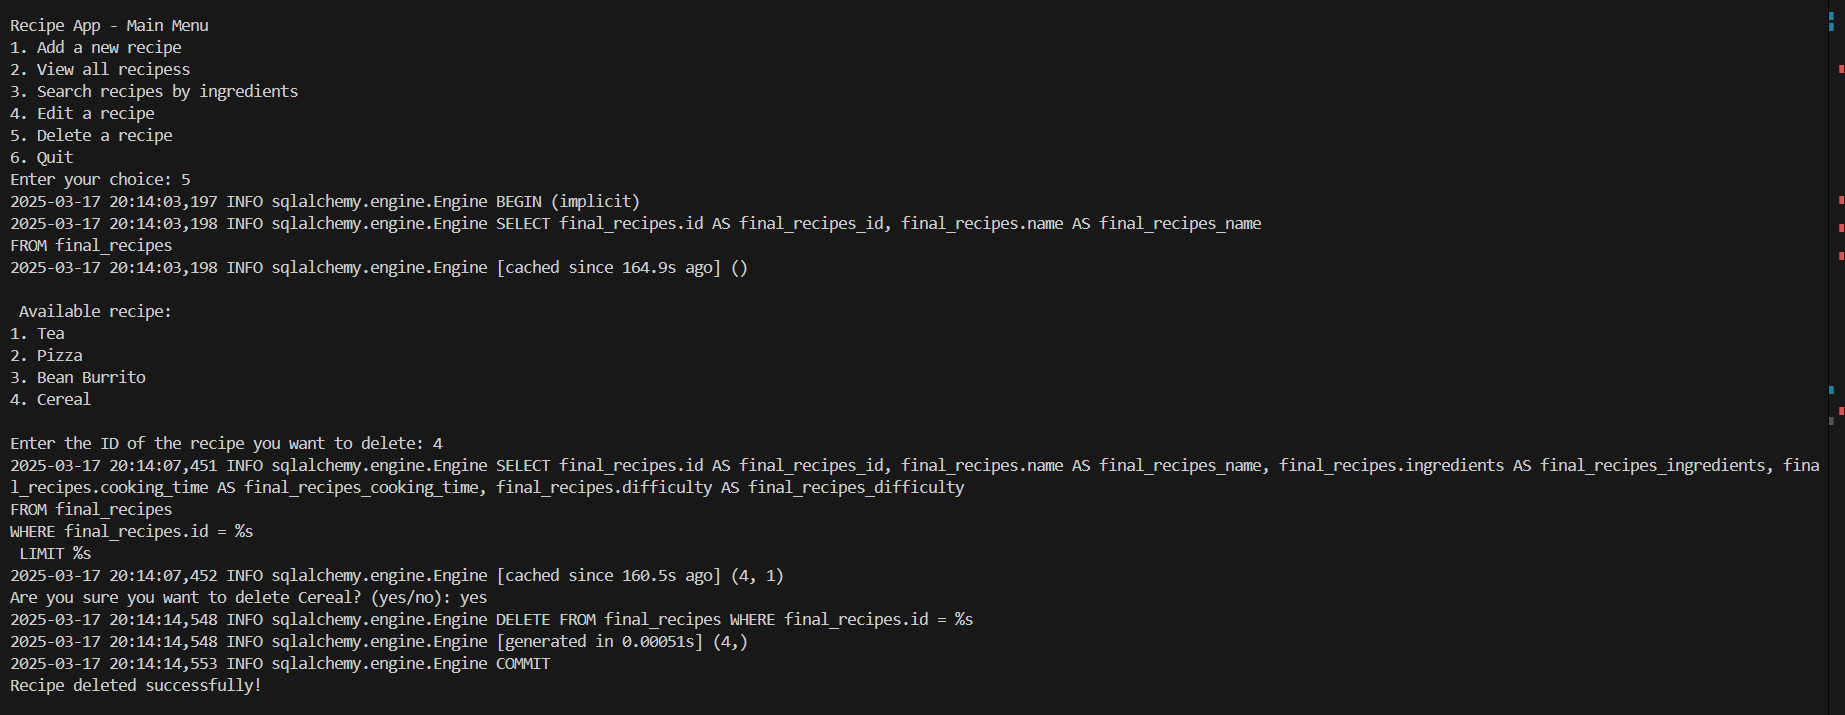 Recipe App - Main Menu
1. Add a new recipe
2. View all recipess
3. Search recipes by ingredients
4. Edit a recipe
5. Delete a recipe
6. Quit
Enter your choice: 5
2025-03-17 20:14:03,197 INFO sqlalchemy.engine.Engine BEGIN (implicit)
2025-03-17 20:14:03,198 INFO sqlalchemy.engine.Engine SELECT final_recipes.id AS final_recipes_id, final_recipes.name AS final_recipes_name
FROM final_recipes
2025-03-17 20:14:03,198 INFO sqlalchemy.engine.Engine [cached since 164.9s ago] ()
Available recipe:
1. Tea
2. Pizza
3. Bean Burrito
4. Cereal
Enter the ID of the recipe you want to delete: 4
2025-03-17 20:14:07,451 INFO sqlalchemy.engine.Engine SELECT final_recipes.id AS final_recipes_id, final_recipes.name AS final_recipes_name, final_recipes.ingredients AS final_recipes_ingredients, fina
l_recipes.cooking_time AS final_recipes_cooking_time, final_recipes.difficulty AS final_recipes_difficulty
FROM final_recipes
WHERE final_recipes.id = %s
LIMIT %s
2025-03-17 20:14:07,452 INFO sqlalchemy.engine.Engine [cached since 160.5s ago] (4, 1)
Are you sure you want to delete Cereal? (yes/no): yes
2025-03-17 20:14:14,548 INFO sqlalchemy.engine.Engine DELETE FROM final_recipes WHERE final_recipes.id = %s
2025-03-17 20:14:14,548 INFO sqlalchemy.engine.Engine [generated in 0.00051s] (4,)
2025-03-17 20:14:14,553 INFO sqlalchemy.engine.Engine COMMIT
Recipe deleted successfully!